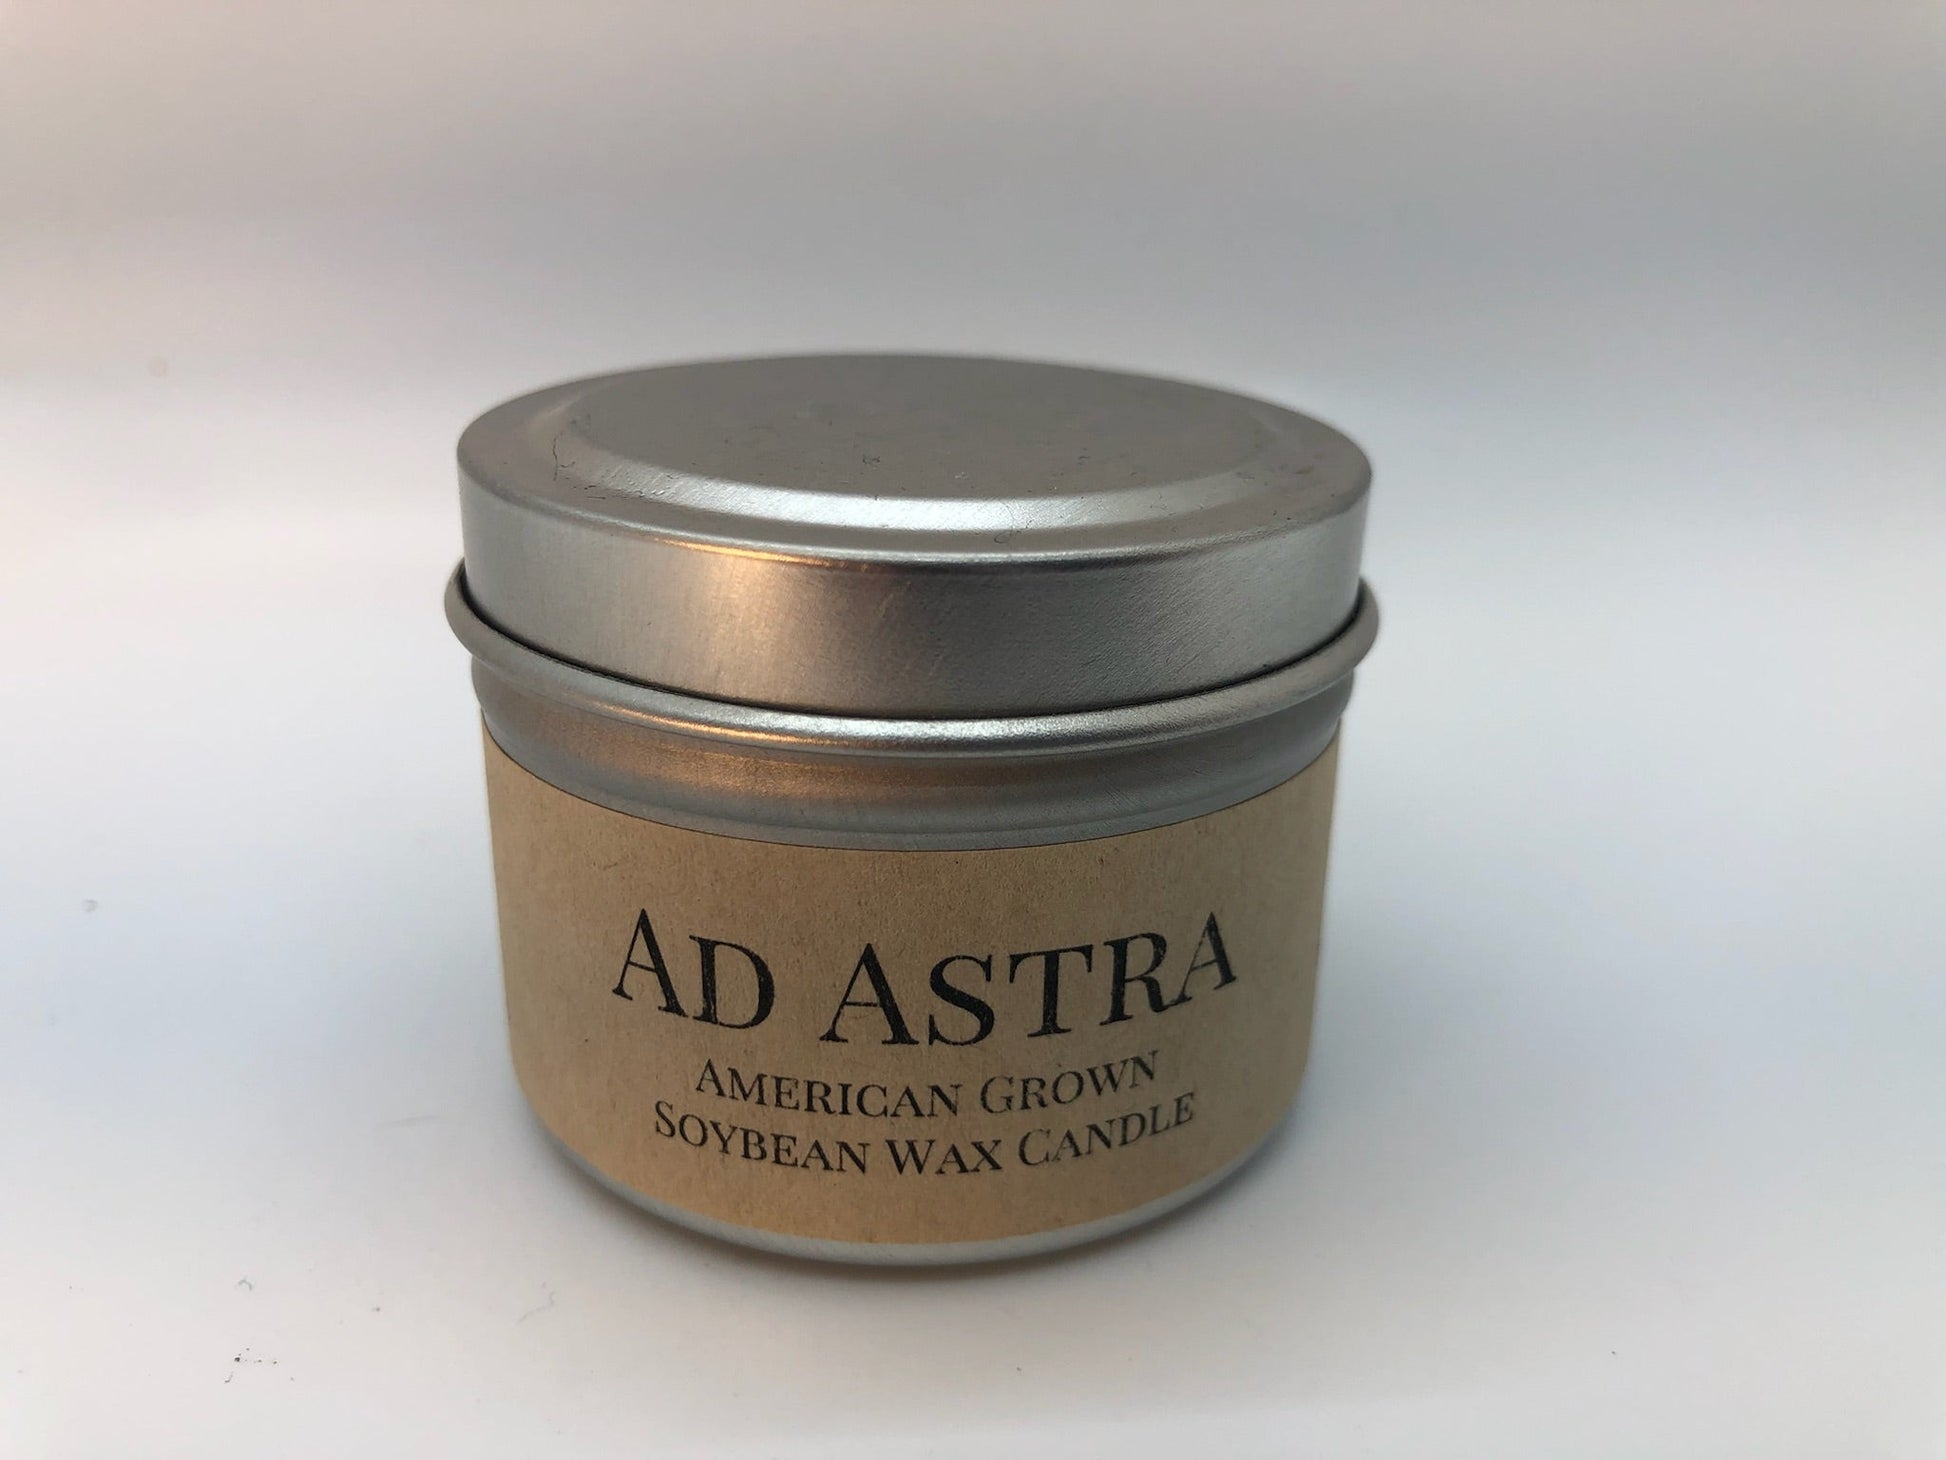 AD ASTRA
AMERICAN GROWN
SOYBEAN WAX CANDLE